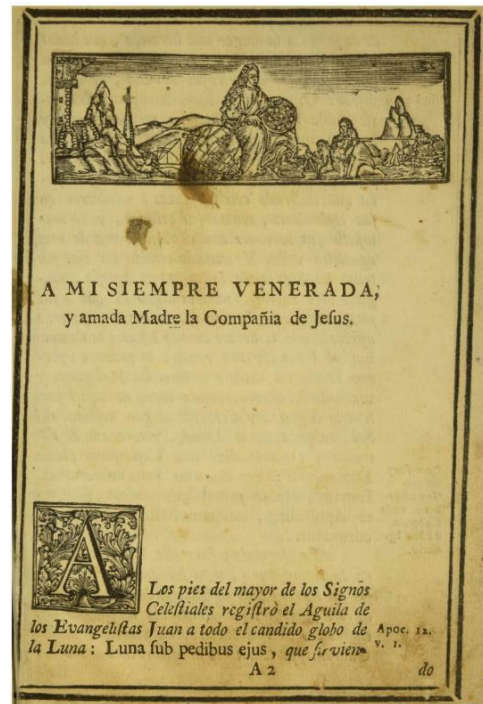 A MI SIEMPRE VENERADA,
y amada Madre la Compañia de Jeſus.
A Los pies del mayor de los Signos
Celeſtiales regiſtrò el Aguila de
los Evangeliſtas Juan a todo el candido globo de
la Luna: Luna ſub pedibus ejus, que ſirvien-
Apoc. 12.
v. 1.
A 2
do